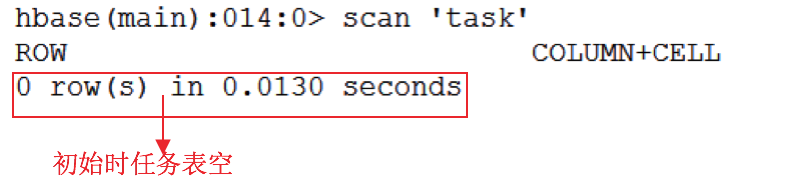 hbase(main):014:0> scan 'task'
ROW COLUMN+CELL
0 row(s) in 0.0130 seconds
初始时任务表空